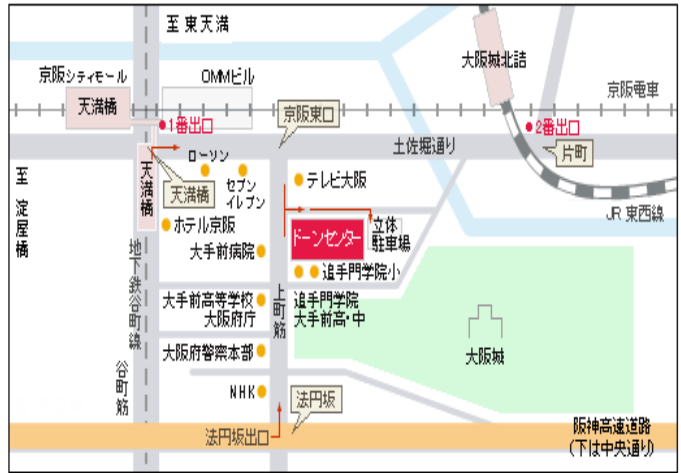 至 東天満
京阪シティモール
天満橋
OMMビル
大阪城北詰
京阪電車
1番出口
京阪東口
2番出口
土佐堀通り
片町
JR 東西線
至 淀屋橋
天満橋
天満橋
ローソン
セブン
イレブン
テレビ大阪
ホテル京阪
大手前病院
ドーンセンター
立体
駐車場
追手門学院小
地下鉄谷町線
大手前高等学校
大阪府庁
上町筋
追手門学院
大手前高・中
大阪府警察本部
大阪城
谷町筋
NHK
法円坂
法円坂出口
阪神高速道路
(下は中央通り)